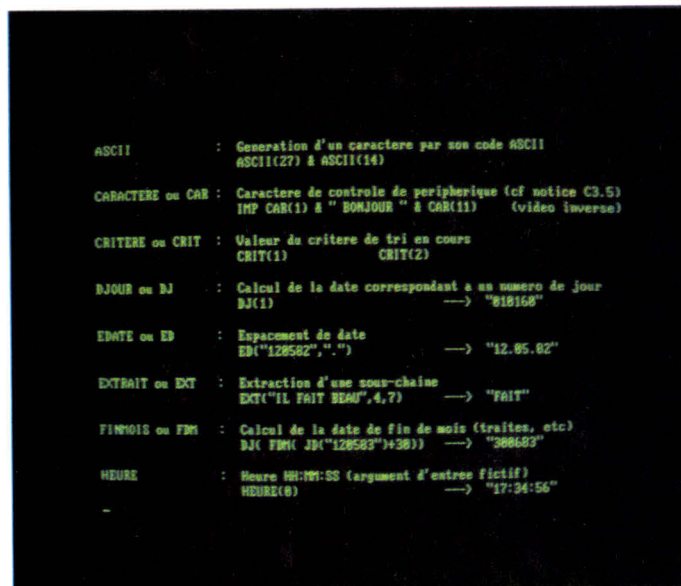 ASCII : Generation d'un caractere par son code ASCII
ASCII(27) & ASCII(14)
CARACTERE ou CAR : Caractere de controle de peripherique (cf notice C3.5)
IMP CAR(1) & " BONJOUR " & CAR(11) (video inverse)
CRITERE ou CRIT : Valeur du critere de tri en cours
CRIT(1) CRIT(2)
DJOUR ou DJ : Calcul de la date correspondant a un numero de jour
DJ(1) ---> "010160"
EDATE ou ED : Espacement de date
ED("120582",".") ---> "12.05.82"
EXTRAIT ou EXT : Extraction d'une sous-chaine
EXT("IL FAIT BEAU",4,7) ---> "FAIT"
FINMOIS ou FDM : Calcul de la date de fin de mois (traites, etc)
DJ( FDM( JD("120583")+30)) ---> "300683"
HEURE : Heure HH:MM:SS (argument d'entree fictif)
HEURE(0) ---> "17:34:56"
_